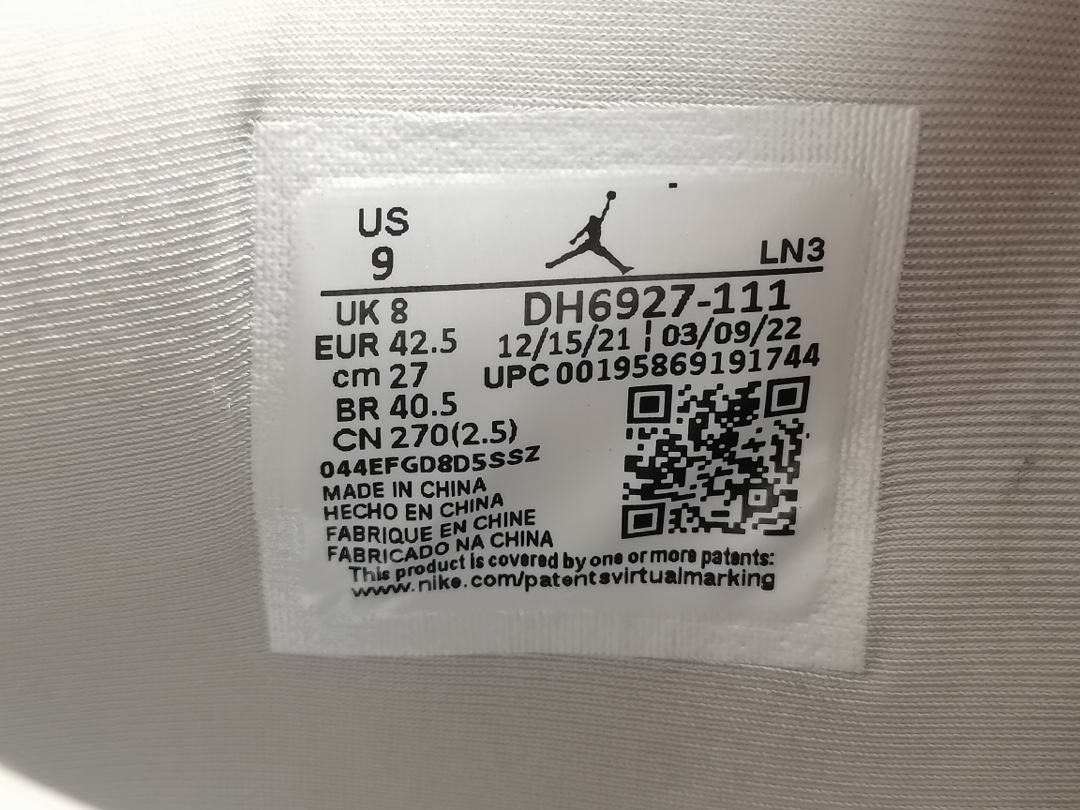 US
9
LN3
UK 8
DH6927-111
EUR 42.5
12/15/21 | 03/09/22
cm 27
UPC 00195869191744
BR 40.5
CN 270(2.5)
044EFGD8D5SSZ
MADE IN CHINA
HECHO EN CHINA
FABRIQUE EN CHINE
FABRICADO NA CHINA
This product is covered by one or more patents:
www.nike.com/patentsvirtualmarking